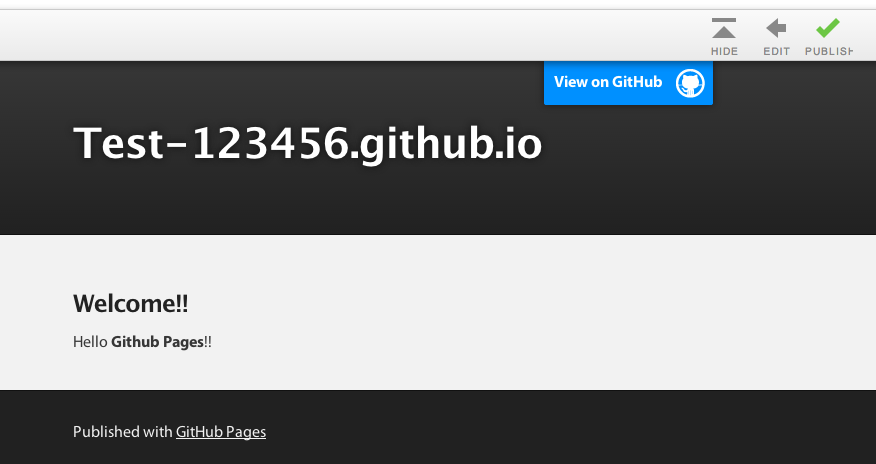 HIDE EDIT PUBLISH
View on GitHub
Test-123456.github.io
Welcome!!
Hello Github Pages!!
Published with GitHub Pages